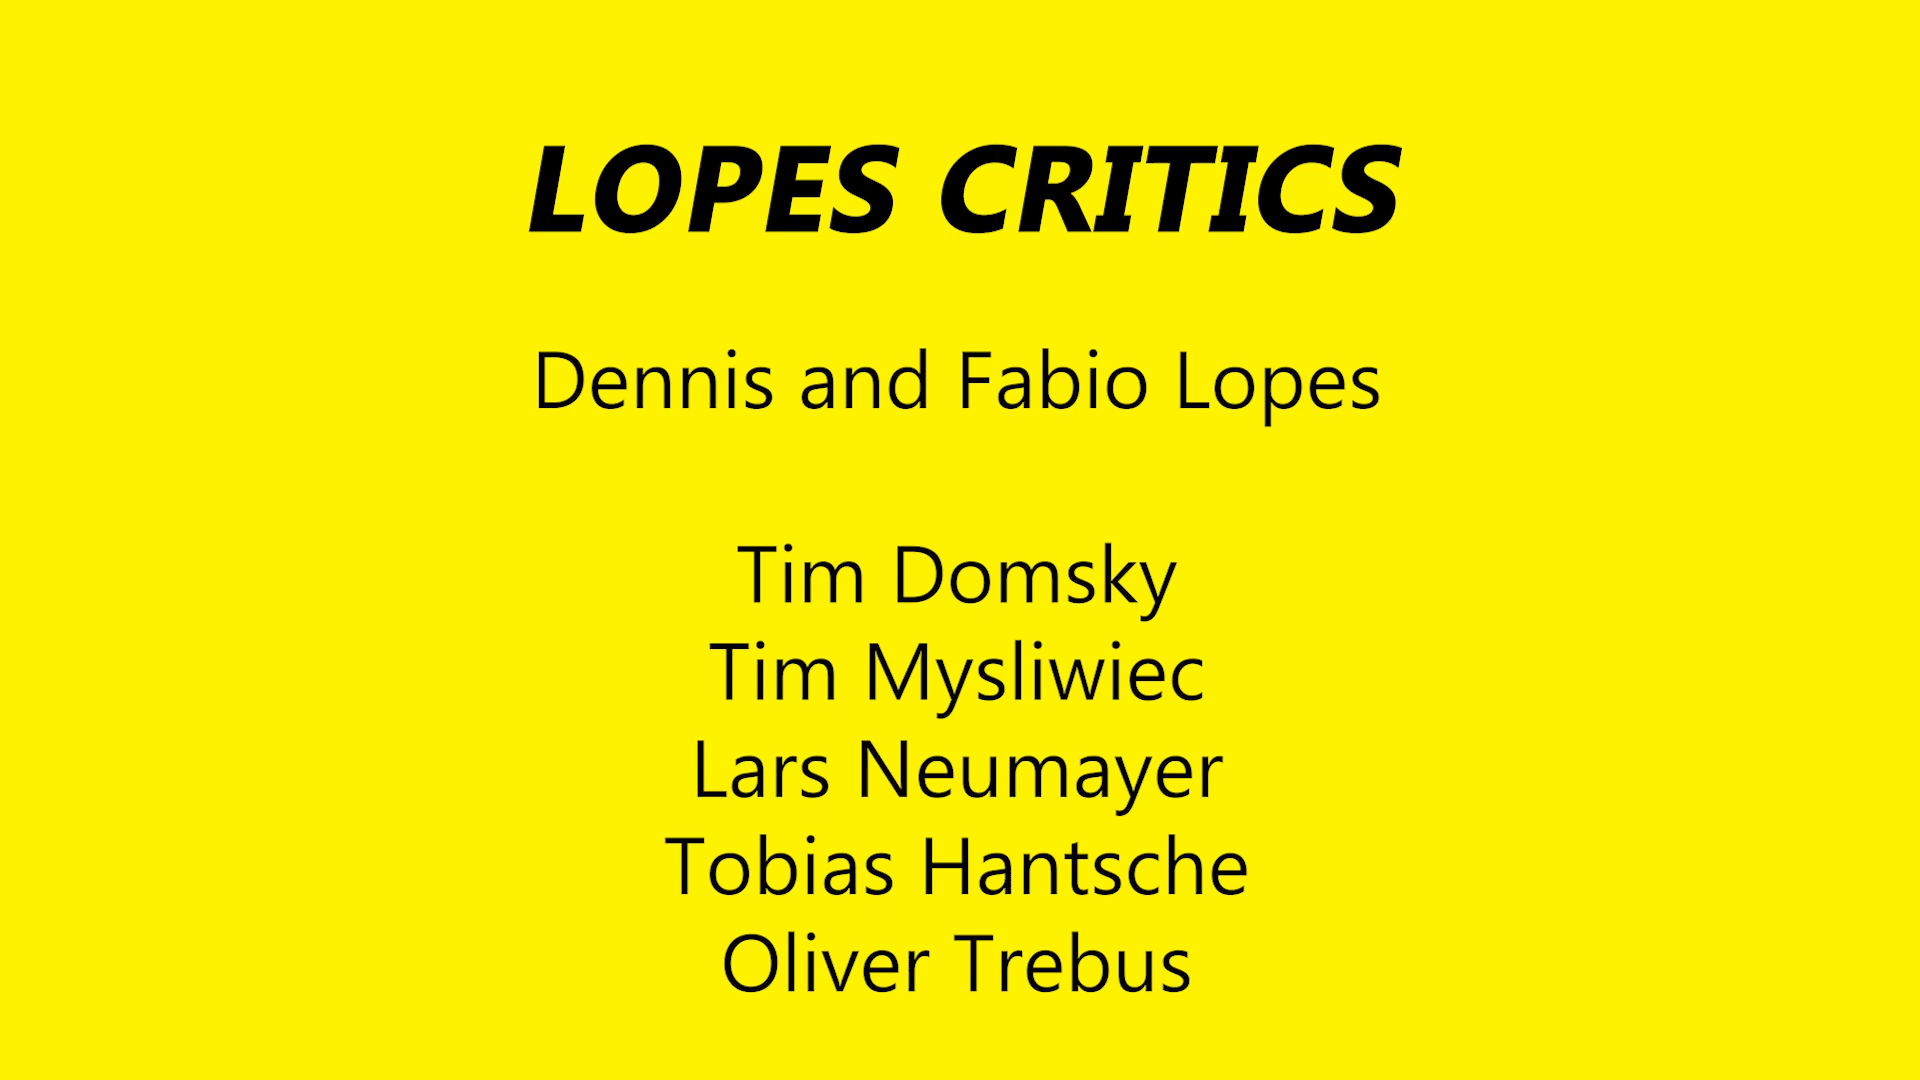 LOPES CRITICS
Dennis and Fabio Lopes
Tim Domsky
Tim Mysliwiec
Lars Neumayer
Tobias Hantsche
Oliver Trebus